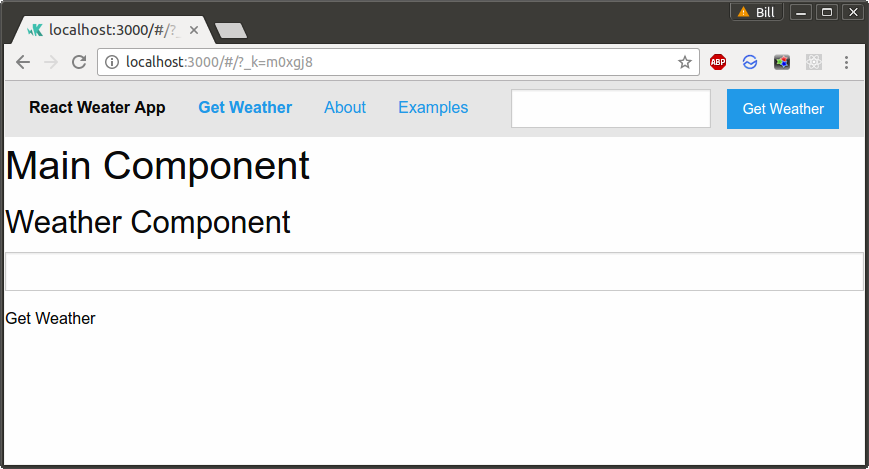 Bill
localhost:3000/#/?_
localhost:3000/#/?_k=m0xgj8
ABP
React Weater App Get Weather About Examples Get Weather
Main Component
Weather Component
Get Weather